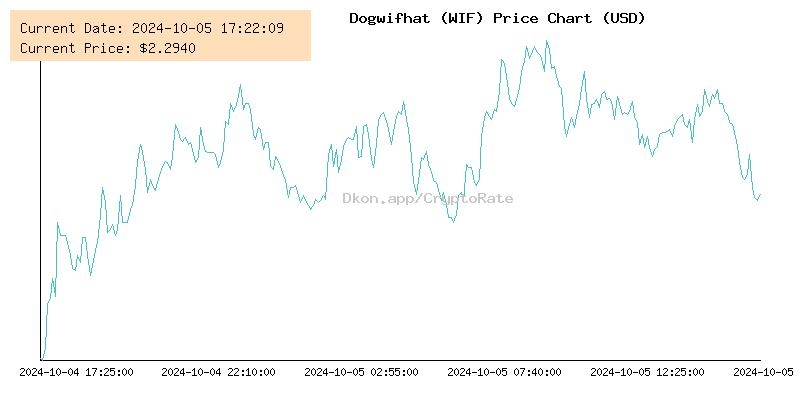 Dogwifhat (WIF) Price Chart (USD)
Current Date: 2024-10-05 17:22:09
Current Price: $2.2940
Dkon.app/CryptoRate
2024-10-04 17:25:00 2024-10-04 22:10:00 2024-10-05 02:55:00 2024-10-05 07:40:00 2024-10-05 12:25:00 2024-10-05